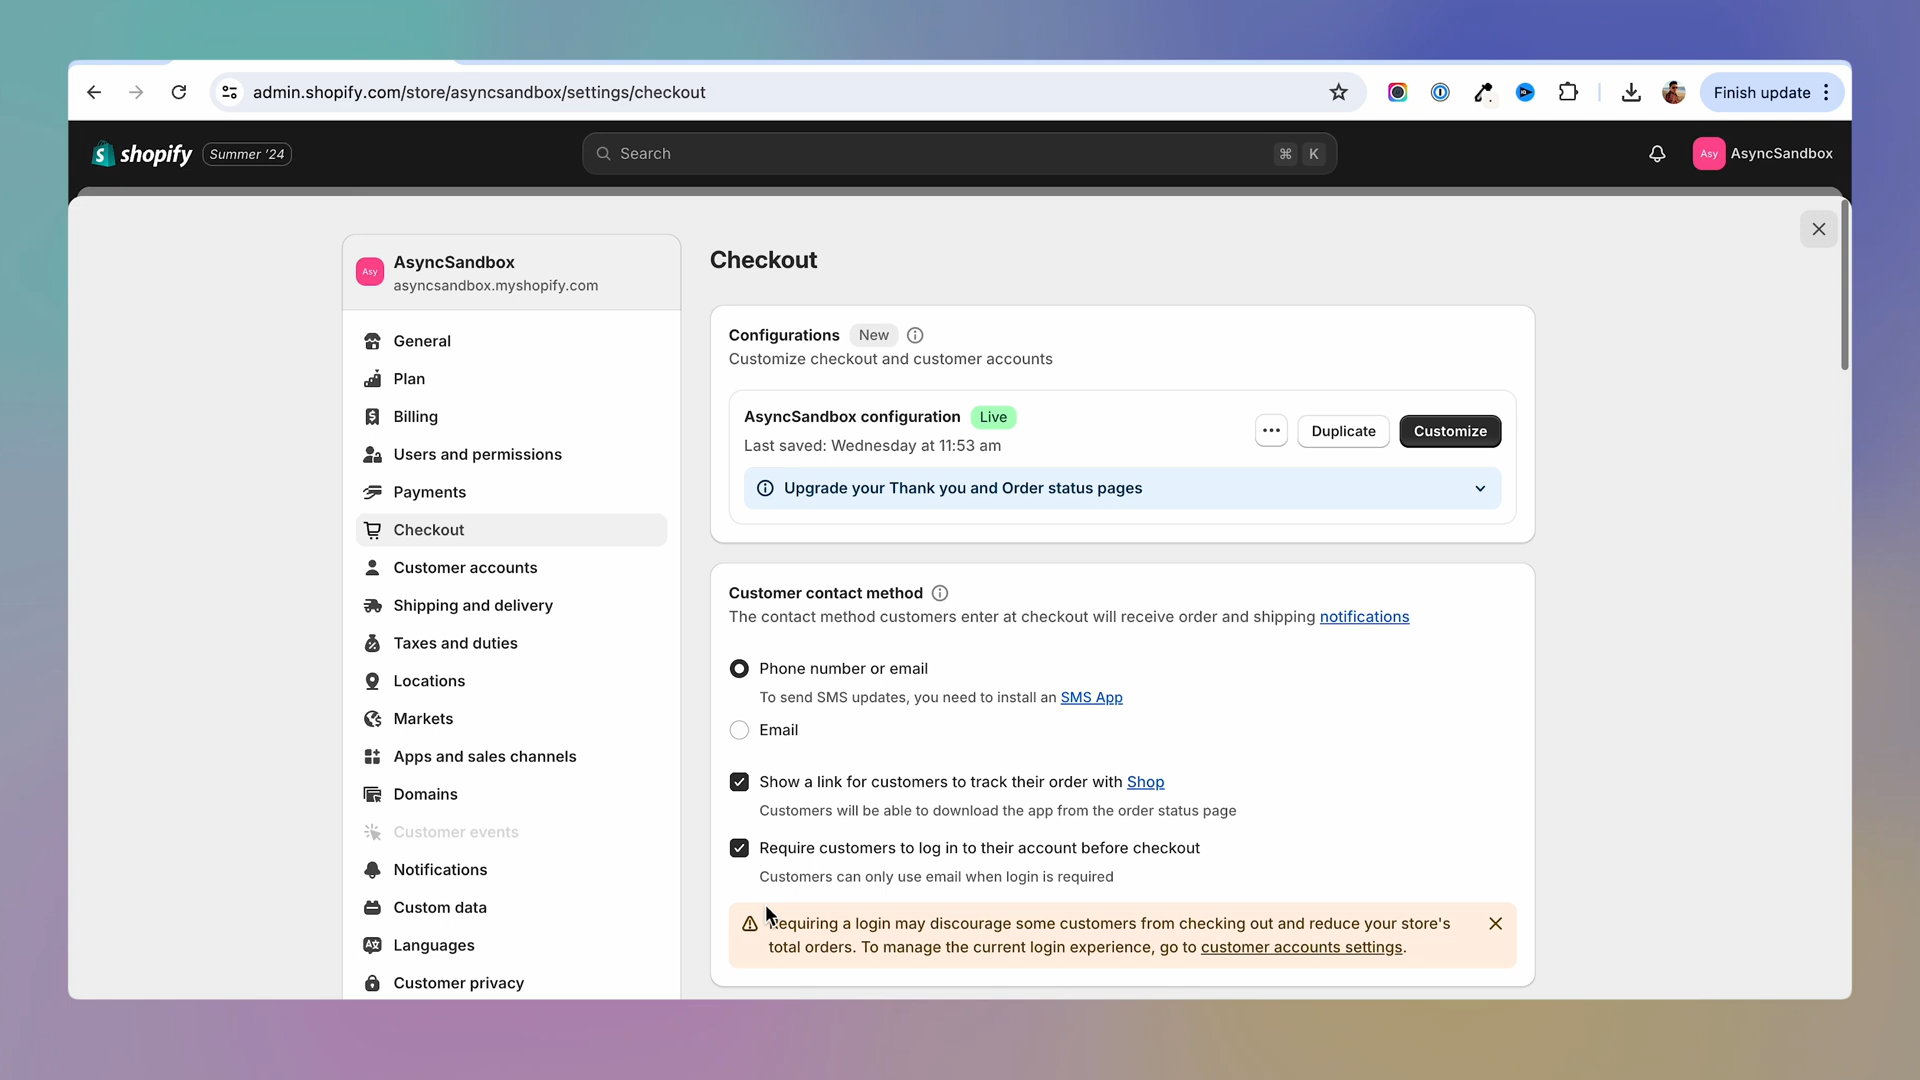 admin.shopify.com/store/asyncsandbox/settings/checkout
Finish update
shopify
Summer '24
Search
⌘ K
Asy
AsyncSandbox
Asy
AsyncSandbox
asyncsandbox.myshopify.com
General
Plan
Billing
Users and permissions
Payments
Checkout
Customer accounts
Shipping and delivery
Taxes and duties
Locations
Markets
Apps and sales channels
Domains
Customer events
Notifications
Custom data
Languages
Customer privacy
Checkout
Configurations New
Customize checkout and customer accounts
AsyncSandbox configuration Live
Last saved: Wednesday at 11:53 am
Duplicate
Customize
Upgrade your Thank you and Order status pages
Customer contact method
The contact method customers enter at checkout will receive order and shipping notifications
Phone number or email
To send SMS updates, you need to install an SMS App
Email
Show a link for customers to track their order with Shop
Customers will be able to download the app from the order status page
Require customers to log in to their account before checkout
Customers can only use email when login is required
Requiring a login may discourage some customers from checking out and reduce your store's
total orders. To manage the current login experience, go to customer accounts settings.